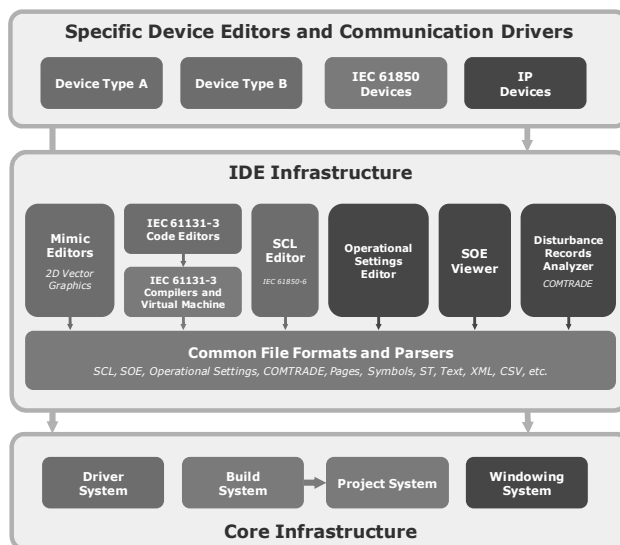 Specific Device Editors and Communication Drivers
Device Type A
Device Type B
IEC 61850
Devices
IP
Devices
IDE Infrastructure
Mimic
Editors
2D Vector
Graphics
IEC 61131-3
Code Editors
IEC 61131-3
Compilers and
Virtual Machine
SCL
Editor
IEC 61850-6
Operational
Settings
Editor
SOE
Viewer
Disturbance
Records
Analyzer
COMTRADE
Common File Formats and Parsers
SCL, SOE, Operational Settings, COMTRADE, Pages, Symbols, ST, Text, XML, CSV, etc.
Driver
System
Build
System
Project System
Windowing
System
Core Infrastructure